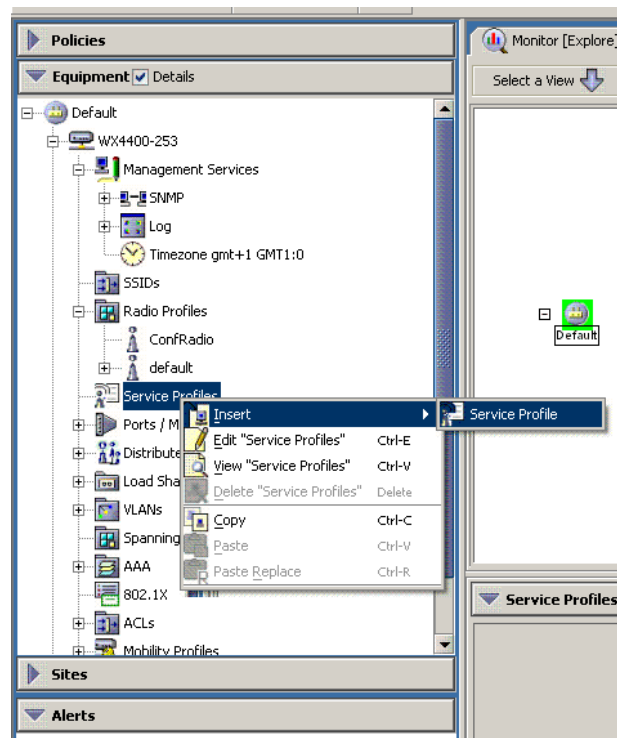 Policies
Equipment Details
Default
WX4400-253
Management Services
SNMP
Log
Timezone gmt+1 GMT1:0
SSIDs
Radio Profiles
ConfRadio
default
Service Profiles
Ports / M
Distribute
Load Sha
VLANs
Spanning
AAA
802.1X
ACLs
Mobility Profiles
Sites
Alerts
Insert
Edit "Service Profiles" Ctrl-E
View "Service Profiles" Ctrl-V
Delete "Service Profiles" Delete
Copy Ctrl-C
Paste Ctrl-V
Paste Replace Ctrl-R
Service Profile
Monitor [Explore]
Select a View
Default
Service Profiles